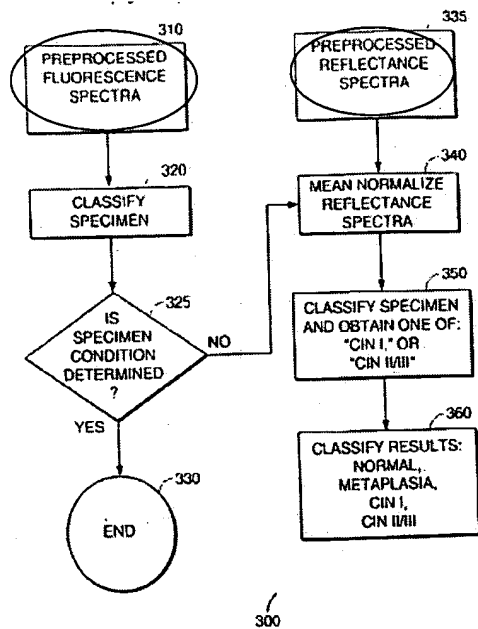 310
PREPROCESSED
FLUORESCENCE
SPECTRA
320
CLASSIFY
SPECIMEN
325
IS
SPECIMEN
CONDITION
DETERMINED
?
NO
YES
330
END
335
PREPROCESSED
REFLECTANCE
SPECTRA
340
MEAN NORMALIZE
REFLECTANCE
SPECTRA
350
CLASSIFY SPECIMEN
AND OBTAIN ONE OF:
"CIN I," OR
"CIN II/III"
360
CLASSIFY RESULTS:
NORMAL,
METAPLASIA,
CIN I,
CIN II/III
300